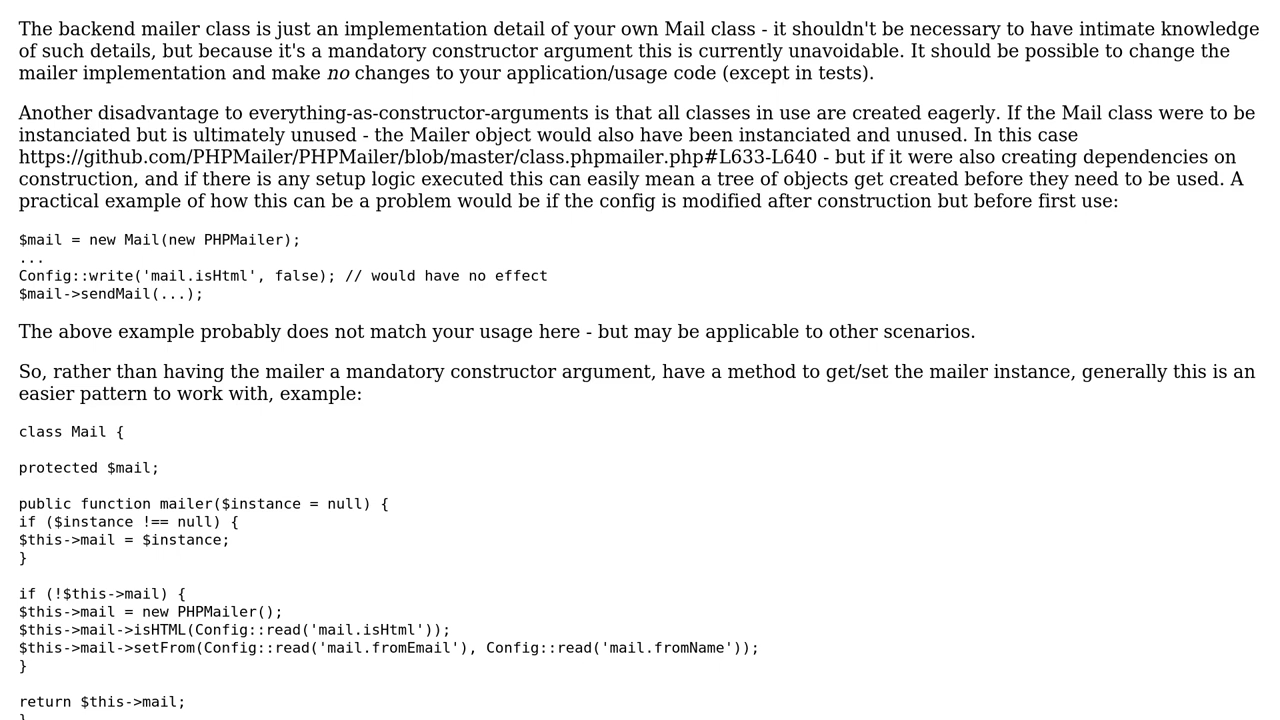 The backend mailer class is just an implementation detail of your own Mail class - it shouldn't be necessary to have intimate knowledge
of such details, but because it's a mandatory constructor argument this is currently unavoidable. It should be possible to change the
mailer implementation and make no changes to your application/usage code (except in tests).

Another disadvantage to everything-as-constructor-arguments is that all classes in use are created eagerly. If the Mail class were to be
instanciated but is ultimately unused - the Mailer object would also have been instanciated and unused. In this case
https://github.com/PHPMailer/PHPMailer/blob/master/class.phpmailer.php#L633-L640 - but if it were also creating dependencies on
construction, and if there is any setup logic executed this can easily mean a tree of objects get created before they need to be used. A
practical example of how this can be a problem would be if the config is modified after construction but before first use:

$mail = new Mail(new PHPMailer);
...
Config::write('mail.isHtml', false); // would have no effect
$mail->sendMail(...);

The above example probably does not match your usage here - but may be applicable to other scenarios.

So, rather than having the mailer a mandatory constructor argument, have a method to get/set the mailer instance, generally this is an
easier pattern to work with, example:

class Mail {

protected $mail;

public function mailer($instance = null) {
if ($instance !== null) {
$this->mail = $instance;
}

if (!$this->mail) {
$this->mail = new PHPMailer();
$this->mail->isHTML(Config::read('mail.isHtml'));
$this->mail->setFrom(Config::read('mail.fromEmail'), Config::read('mail.fromName'));
}

return $this->mail;
}